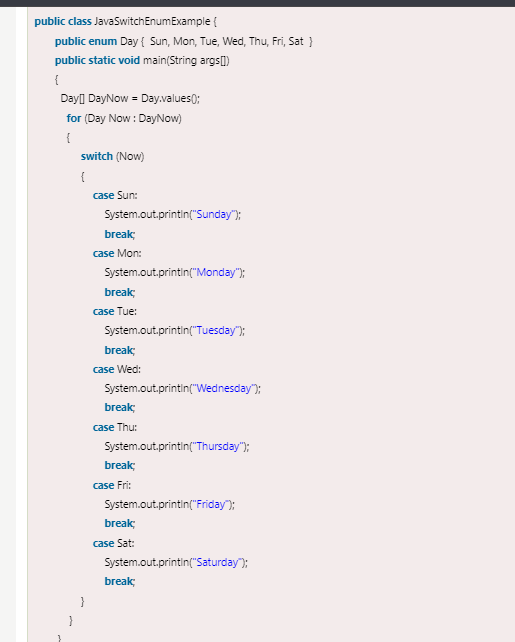 public class JavaSwitchEnumExample {
public enum Day {  Sun, Mon, Tue, Wed, Thu, Fri, Sat  }
public static void main(String args[])
{
Day[] DayNow = Day.values();
for (Day Now : DayNow)
{
switch (Now)
{
case Sun:
System.out.println("Sunday");
break;
case Mon:
System.out.println("Monday");
break;
case Tue:
System.out.println("Tuesday");
break;
case Wed:
System.out.println("Wednesday");
break;
case Thu:
System.out.println("Thursday");
break;
case Fri:
System.out.println("Friday");
break;
case Sat:
System.out.println("Saturday");
break;
}
}
}